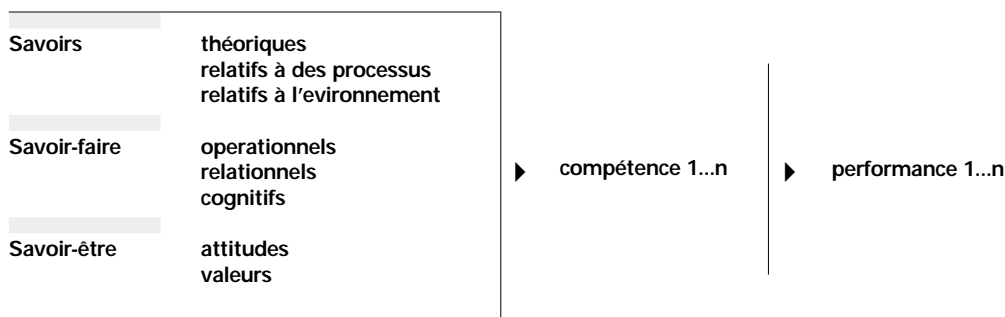 Savoirs théoriques
relatifs à des processus
relatifs à l'evironnement
Savoir-faire operationnels
relationnels
cognitifs
compétence 1...n
performance 1...n
Savoir-être attitudes
valeurs